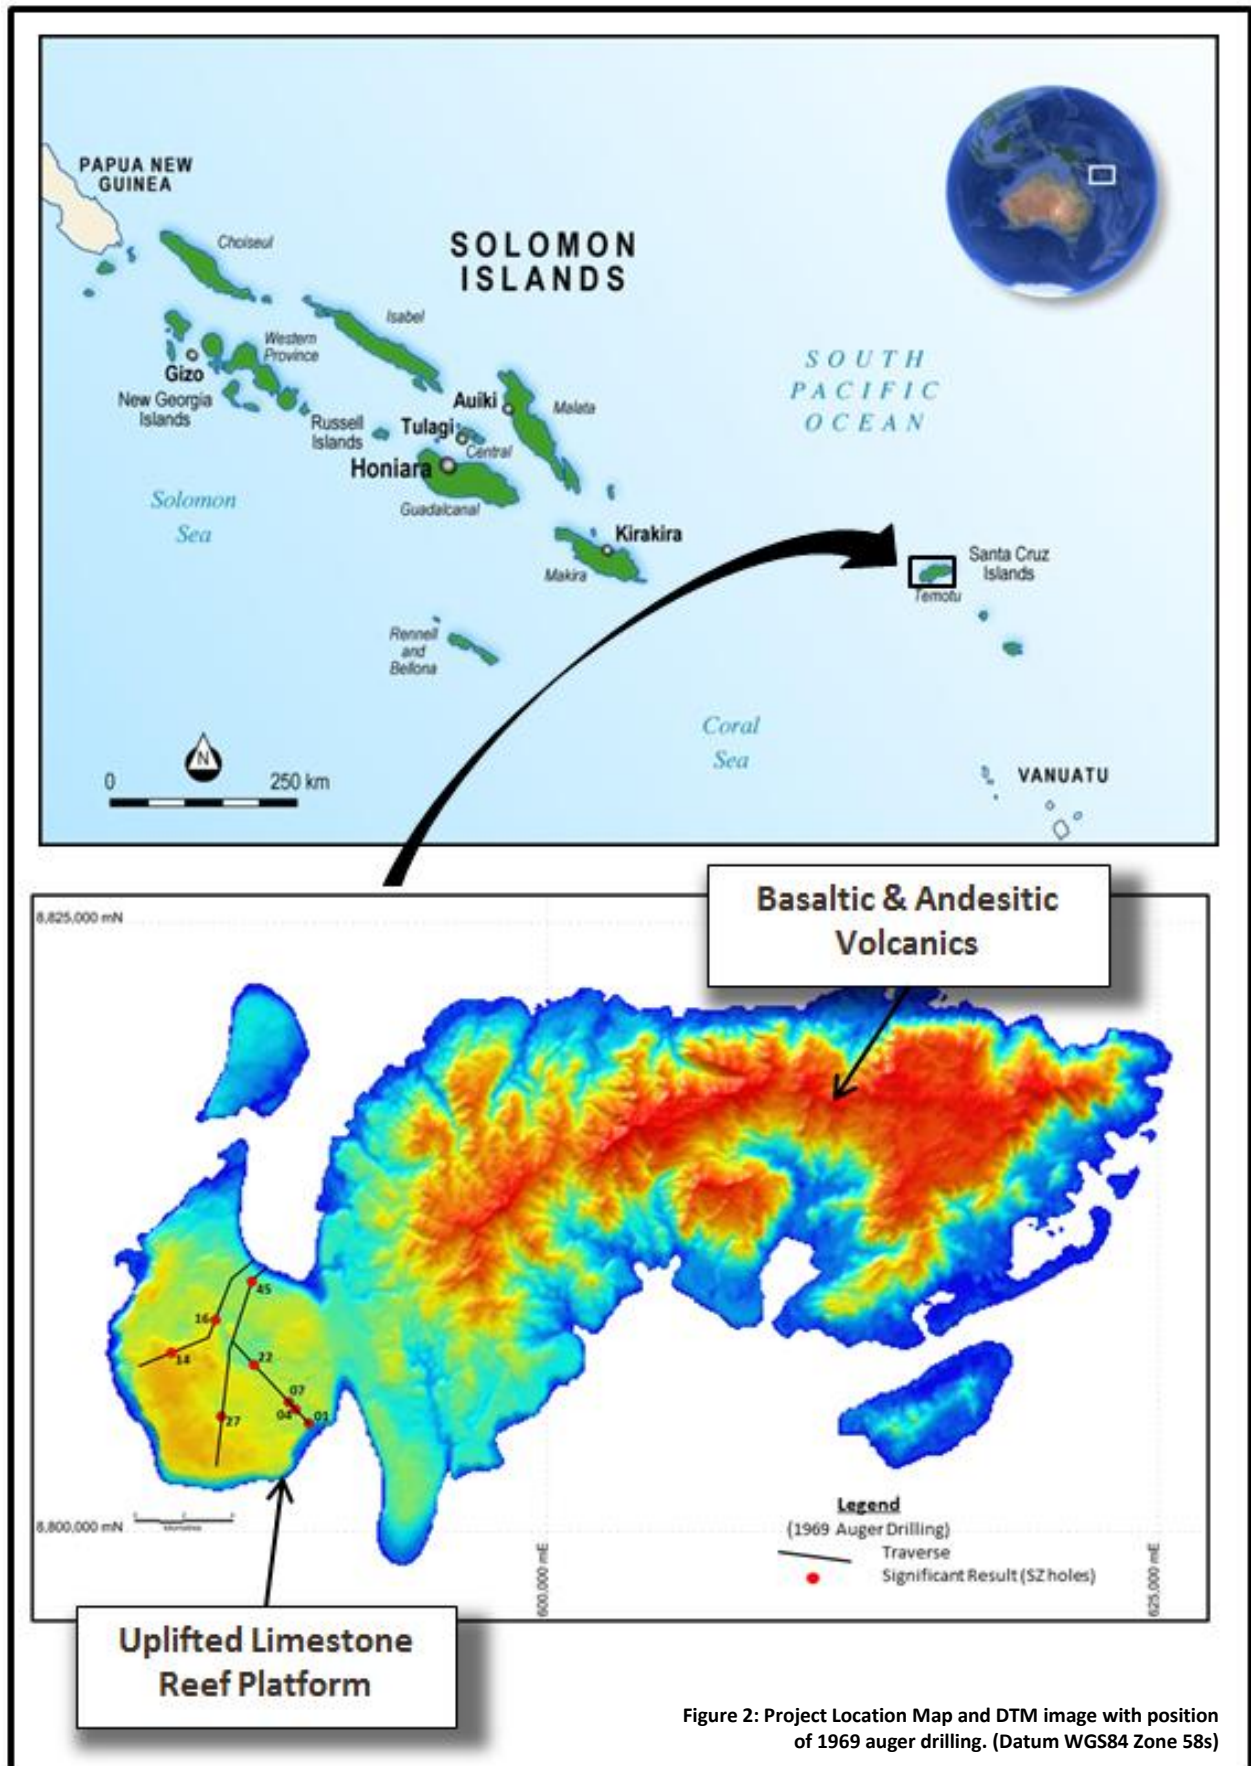 PAPUA NEW
GUINEA
Choiseul
SOLOMON
ISLANDS
Isabel
Western
Province
Gizo
New Georgia
Islands
Russell
Islands
Auiki
Malata
Tulagi
Central
Honiara
Guadalcanal
SOUTH
PACIFIC
OCEAN
Solomon
Sea
Kirakira
Makira
Santa Cruz
Islands
Temotu
Rennell
and
Bellona
Coral
Sea
N
0 250 km
VANUATU
Basaltic & Andesitic
Volcanics
8,825,000 mN
45
16
14
22
07
04
01
27
8,800,000 mN
600,000 mE
625,000 mE
Legend
(1969 Auger Drilling)
Traverse
Significant Result (SZ holes)
Uplifted Limestone
Reef Platform
Figure 2: Project Location Map and DTM image with position
of 1969 auger drilling. (Datum WGS84 Zone 58s)